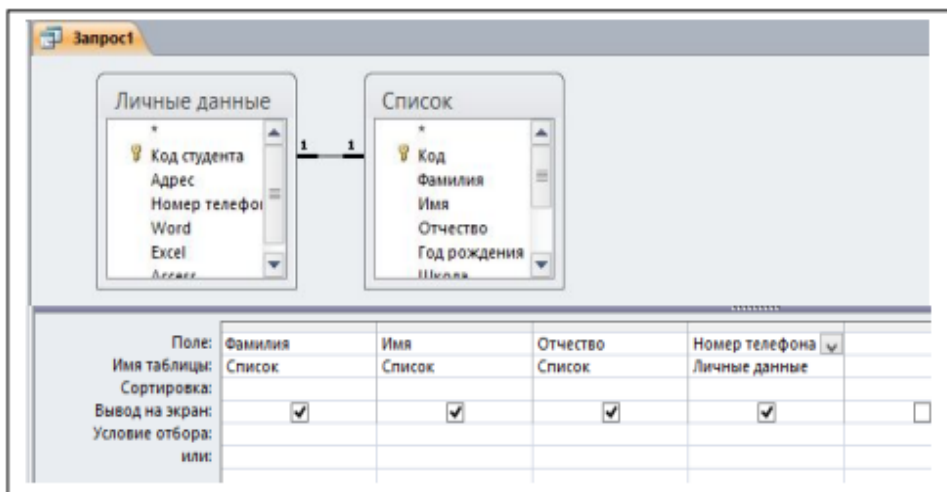 Запрос1
Личные данные
*
Код студента
Адрес
Номер телефо
Word
Excel
Access
1 1
Список
*
Код
Фамилия
Имя
Отчество
Год рождения
Школа
Поле: Фамилия Имя Отчество Номер телефона
Имя таблицы: Список Список Список Личные данные
Сортировка:
Вывод на экран:
Условие отбора:
или: